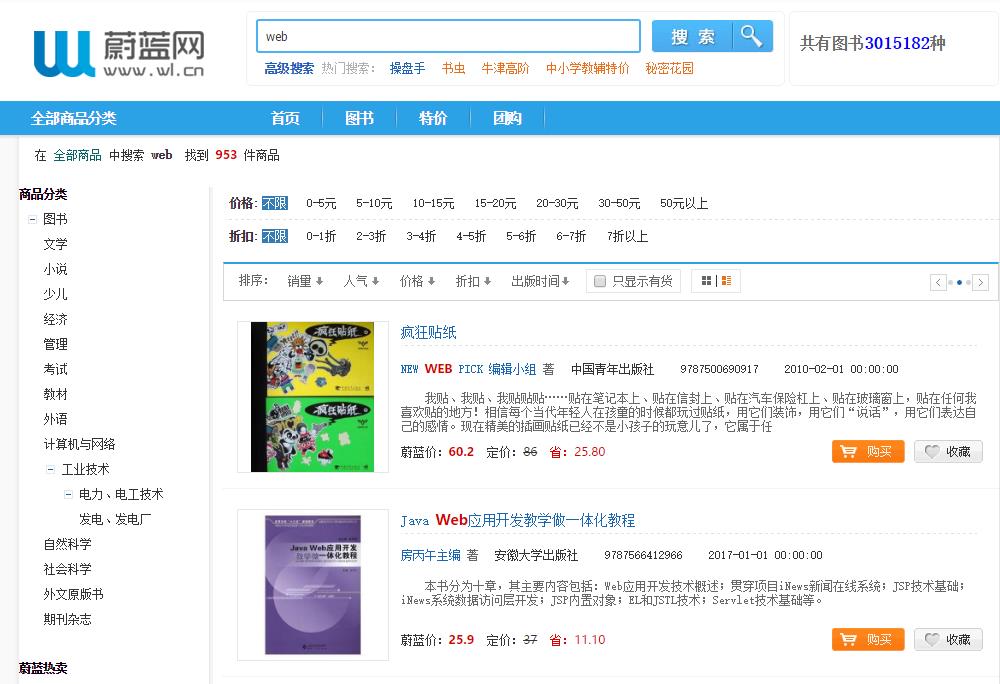 蔚蓝网
www.wl.cn
web
搜 索
共有图书3015182种
高级搜索 热门搜索： 操盘手 书虫 牛津高阶 中小学教辅特价 秘密花园
全部商品分类 首页 图书 特价 团购
在 全部商品 中搜索 web 找到 953 件商品
商品分类
图书
文学
小说
少儿
经济
管理
考试
教材
外语
计算机与网络
工业技术
电力、电工技术
发电、发电厂
自然科学
社会科学
外文原版书
期刊杂志
蔚蓝热卖
价格: 不限 0-5元 5-10元 10-15元 15-20元 20-30元 30-50元 50元以上
折扣: 不限 0-1折 2-3折 3-4折 4-5折 5-6折 6-7折 7折以上
排序： 销量 人气 价格 折扣 出版时间 只显示有货
疯狂贴纸
疯狂贴纸
疯狂贴纸
NEW WEB PICK 编辑小组 著 中国青年出版社 9787500690917 2010-02-01 00:00:00
我贴、我贴、我贴贴贴……贴在笔记本上、贴在信封上、贴在汽车保险杠上、贴在玻璃窗上，贴在任何我
喜欢贴的地方！相信每个当代年轻人在孩童的时候都玩过贴纸，用它们装饰，用它们“说话”，用它们表达自
己的感情。现在精美的插画贴纸已经不是小孩子的玩意儿了，它属于任
蔚蓝价：60.2 定价：86 省：25.80
购买 收藏
Java Web应用开发
教学做一体化教程
Java Web应用开发教学做一体化教程
房丙午主编 著 安徽大学出版社 9787566412966 2017-01-01 00:00:00
本书分为十章，其主要内容包括：Web应用开发技术概述；贯穿项目iNews新闻在线系统；JSP技术基础；
iNews系统数据访问层开发；JSP内置对象；EL和JSTL技术；Servlet技术基础等。
蔚蓝价：25.9 定价：37 省：11.10
购买 收藏